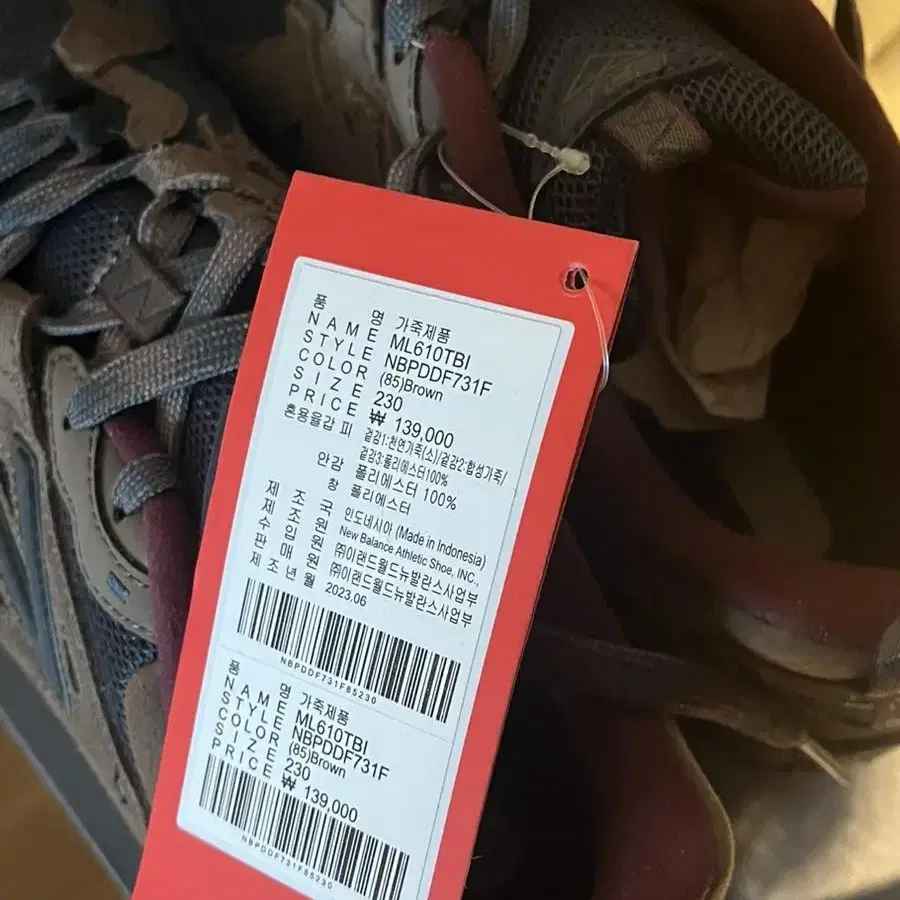 품 명 가죽제품
NAME ML610TBI
STYLE NBPDDF731F
COLOR (85)Brown
SIZE 230
PRICE ₩ 139,000
혼용율갑 피 겉감1:천연가죽(소)/겉감2:합성가죽/
겉감3:폴리에스터100%
안감 폴리에스터 100%
창 폴리에스터
제 조 국 인도네시아 (Made in Indonesia)
제 조 원 New Balance Athletic Shoe, INC.,
수 입 원 ㈜이랜드월드뉴발란스사업부
판 매 원 ㈜이랜드월드뉴발란스사업부
제 조 년 월 2023.06
NBPDDF731F85230
품 명 가죽제품
NAME ML610TBI
STYLE NBPDDF731F
COLOR (85)Brown
SIZE 230
PRICE ₩ 139,000
NBPDDF731F85230